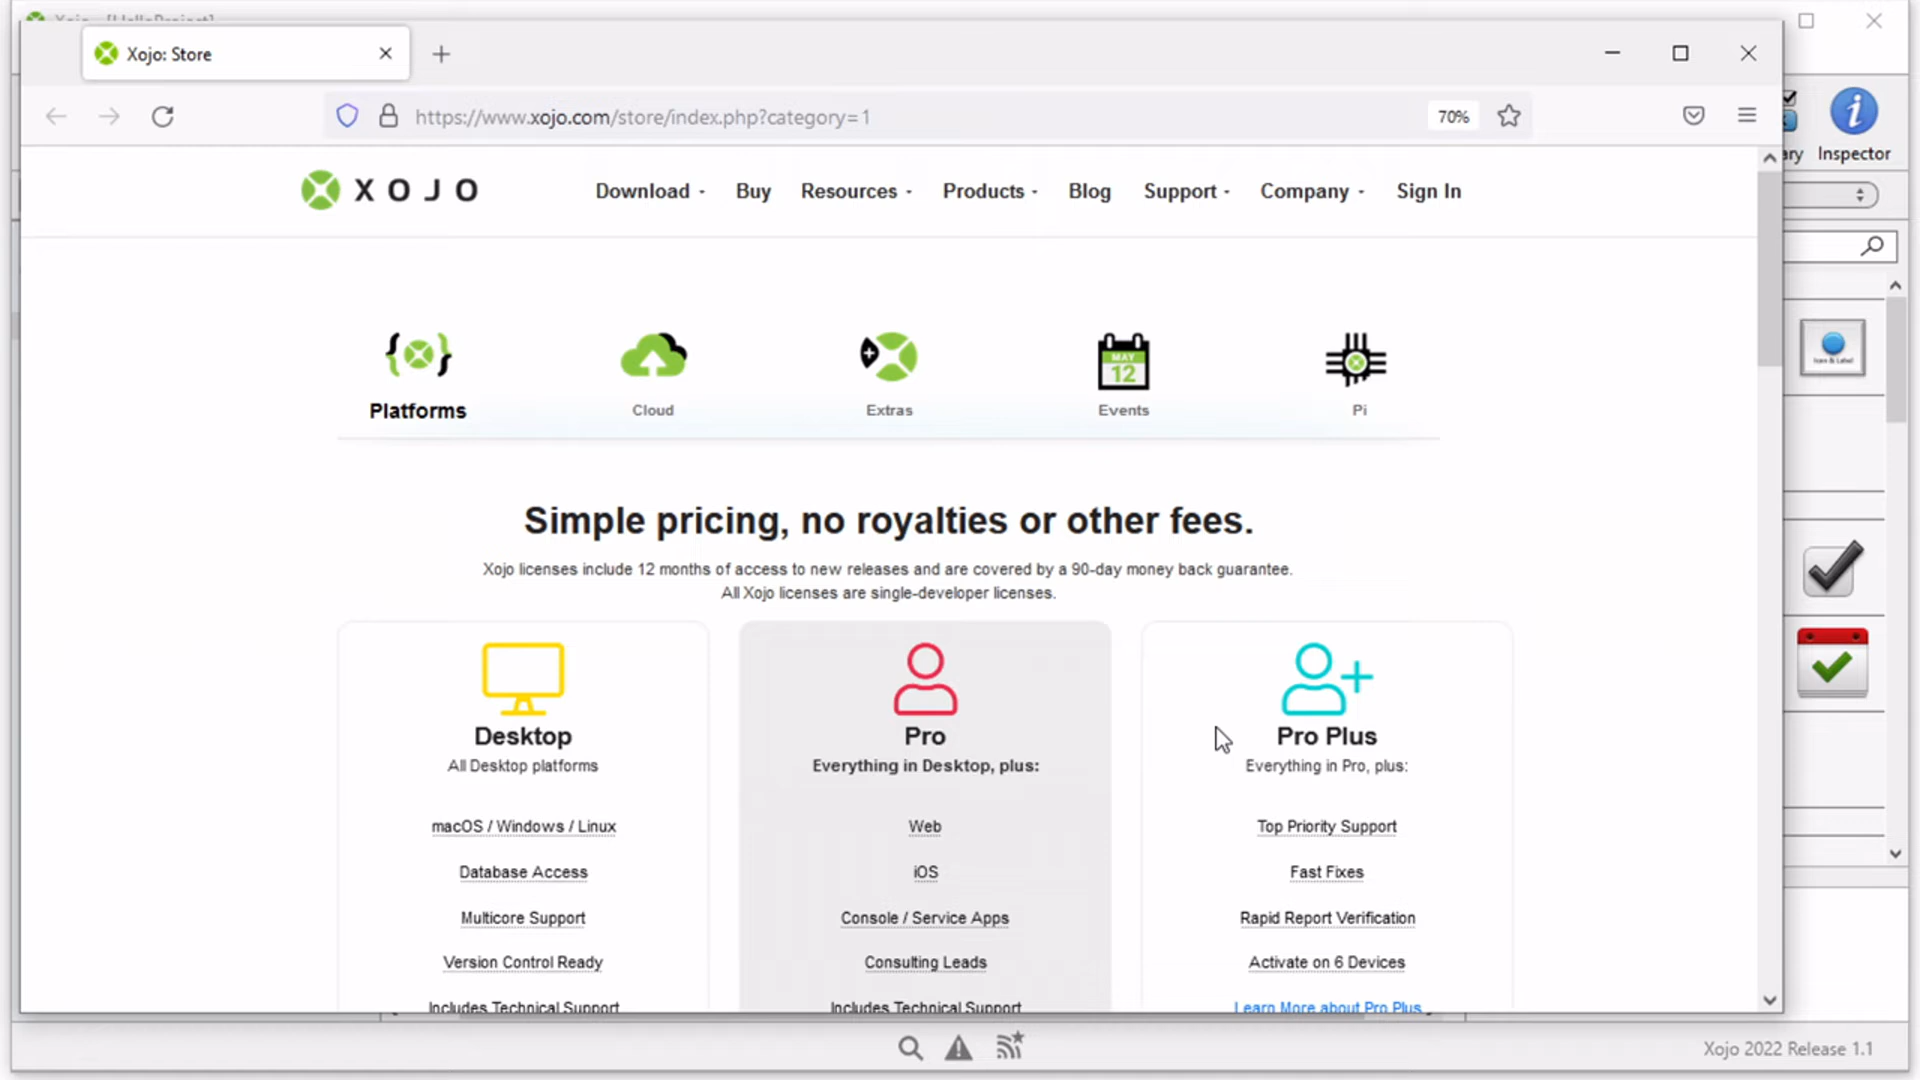 Xojo - [HelloProject]
Xojo: Store
https://www.xojo.com/store/index.php?category=1
70%
ary
Inspector
XOJO
Download
Buy
Resources
Products
Blog
Support
Company
Sign In
MAY
12
Platforms
Cloud
Extras
Events
Pi
Icon & Label
Simple pricing, no royalties or other fees.
Xojo licenses include 12 months of access to new releases and are covered by a 90-day money back guarantee.
All Xojo licenses are single-developer licenses.
Desktop
All Desktop platforms
macOS / Windows / Linux
Database Access
Multicore Support
Version Control Ready
Includes Technical Support
Pro
Everything in Desktop, plus:
Web
iOS
Console / Service Apps
Consulting Leads
Includes Technical Support
Pro Plus
Everything in Pro, plus:
Top Priority Support
Fast Fixes
Rapid Report Verification
Activate on 6 Devices
Learn More about Pro Plus
Xojo 2022 Release 1.1